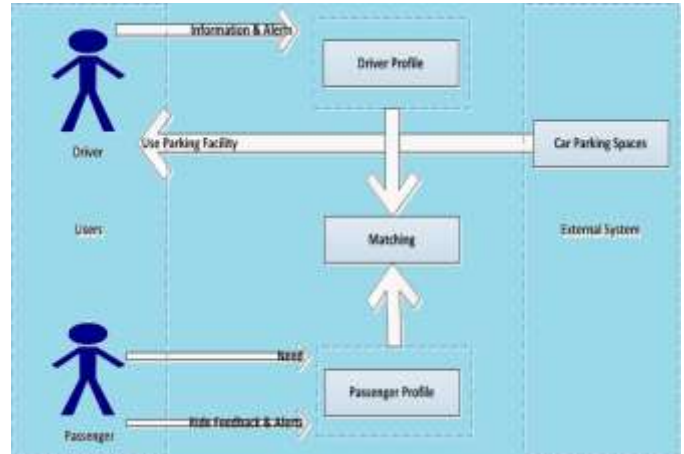 Information & Alerts
Driver Profile
Driver
Use Parking Facility
Car Parking Spaces
Users
Matching
External System
Need
Passenger Profile
Ride Feedback & Alerts
Passenger